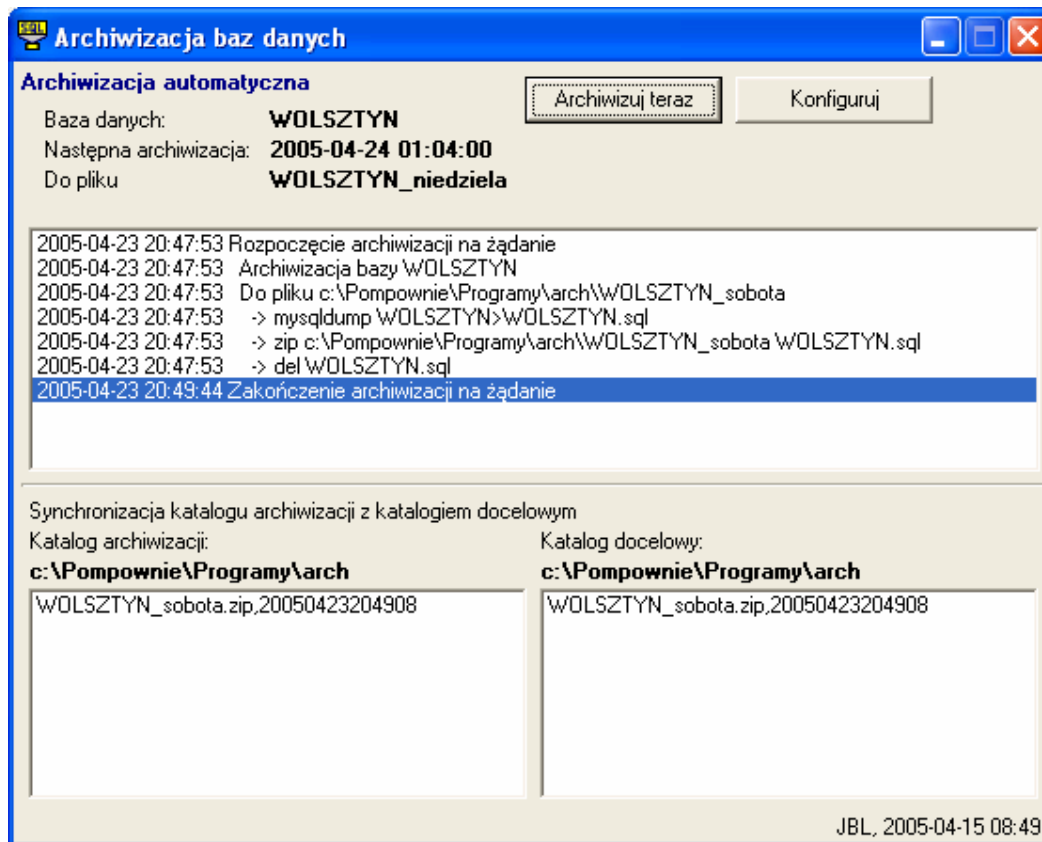 SQL
Archiwizacja baz danych
Archiwizacja automatyczna
Archiwizuj teraz
Konfiguruj
Baza danych: WOLSZTYN
Następna archiwizacja: 2005-04-24 01:04:00
Do pliku WOLSZTYN_niedziela
2005-04-23 20:47:53 Rozpoczęcie archiwizacji na żądanie
2005-04-23 20:47:53 Archiwizacja bazy WOLSZTYN
2005-04-23 20:47:53 Do pliku c:\Pompownie\Programy\arch\WOLSZTYN_sobota
2005-04-23 20:47:53 -> mysqldump WOLSZTYN>WOLSZTYN.sql
2005-04-23 20:47:53 -> zip c:\Pompownie\Programy\arch\WOLSZTYN_sobota WOLSZTYN.sql
2005-04-23 20:47:53 -> del WOLSZTYN.sql
2005-04-23 20:49:44 Zakończenie archiwizacji na żądanie
Synchronizacja katalogu archiwizacji z katalogiem docelowym
Katalog archiwizacji:
c:\Pompownie\Programy\arch
WOLSZTYN_sobota.zip,20050423204908
Katalog docelowy:
c:\Pompownie\Programy\arch
WOLSZTYN_sobota.zip,20050423204908
JBL, 2005-04-15 08:49